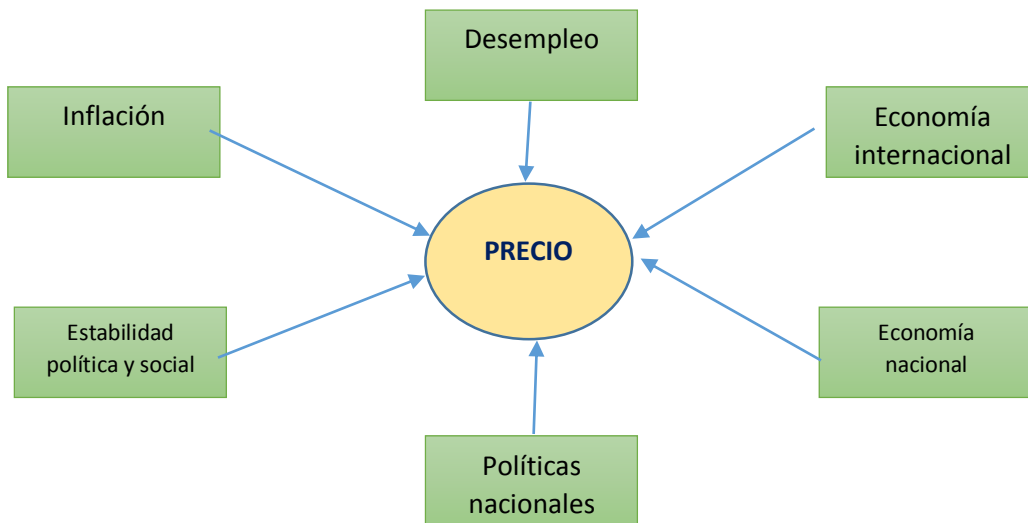 Desempleo
Inflación
Economía
internacional
PRECIO
Estabilidad
política y social
Economía
nacional
Políticas
nacionales